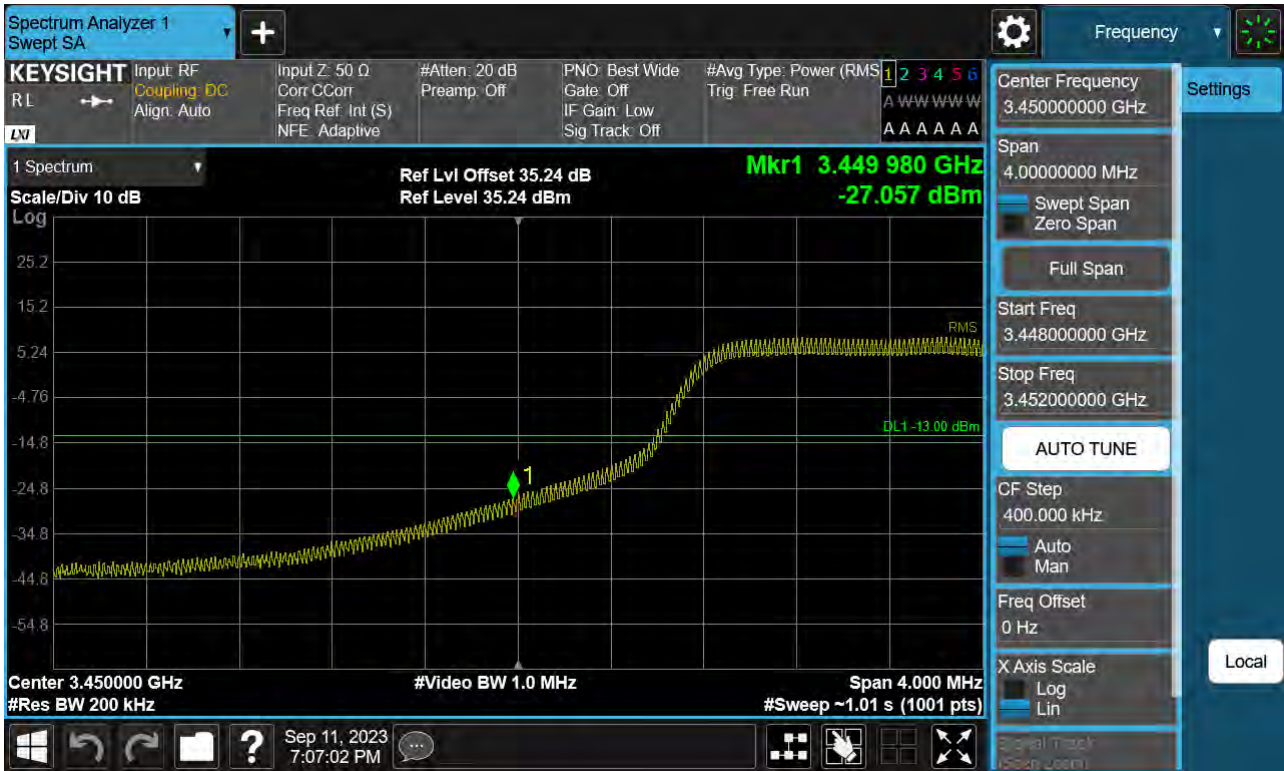 Spectrum Analyzer 1
Swept SA
+
Frequency
KEYSIGHT
RL
LXI
Input: RF
Coupling: DC
Align: Auto
Input Z: 50 Ω
Corr CCorr
Freq Ref: Int (S)
NFE: Adaptive
#Atten: 20 dB
Preamp: Off
PNO: Best Wide
Gate: Off
IF Gain: Low
Sig Track: Off
#Avg Type: Power (RMS
Trig: Free Run
1 2 3 4 5 6
A W W W W W
A A A A A A
1 Spectrum
Scale/Div 10 dB
Log
Ref Lvl Offset 35.24 dB
Ref Level 35.24 dBm
Mkr1 3.449 980 GHz
-27.057 dBm
25.2
15.2
5.24
-4.76
-14.8
-24.8
-34.8
-44.8
-54.8
RMS
DL1 -13.00 dBm
1
Center 3.450000 GHz
#Res BW 200 kHz
#Video BW 1.0 MHz
Span 4.000 MHz
#Sweep ~1.01 s (1001 pts)
Center Frequency
3.450000000 GHz
Span
4.00000000 MHz
Swept Span
Zero Span
Full Span
Start Freq
3.448000000 GHz
Stop Freq
3.452000000 GHz
AUTO TUNE
CF Step
400.000 kHz
Auto
Man
Freq Offset
0 Hz
X Axis Scale
Log
Lin
Signal Track
(Span Zoom)
Settings
Local
?
Sep 11, 2023
7:07:02 PM